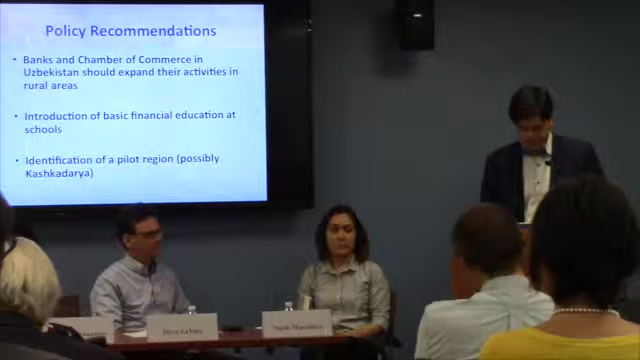 Policy Recommendations
• Banks and Chamber of Commerce in
Uzbekistan should expand their activities in
rural areas
• Introduction of basic financial education at
schools
• Identification of a pilot region (possibly
Kashkadarya)